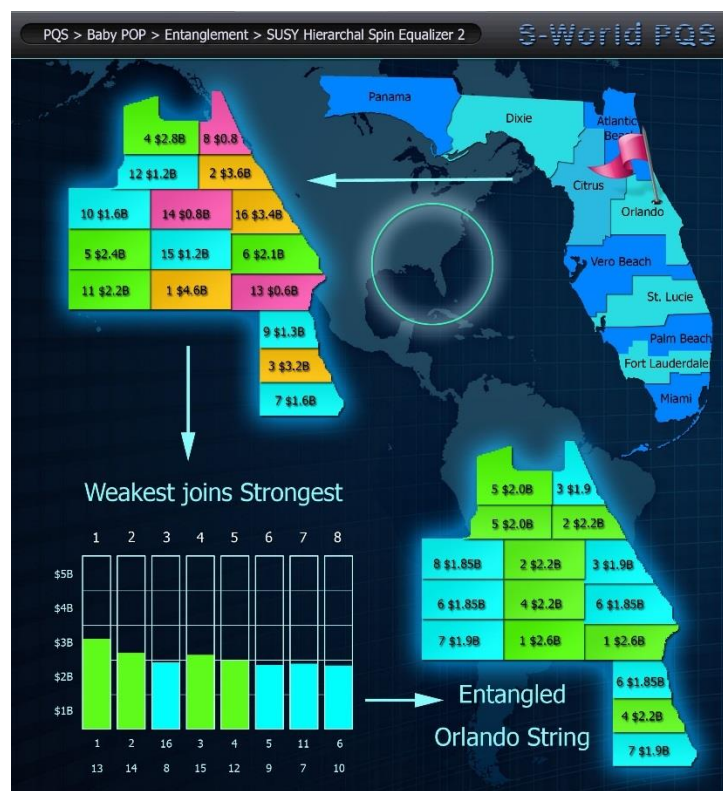 PQS > Baby POP > Entanglement > SUSY Hierarchal Spin Equalizer 2
S-World PQS
Panama
Dixie
Atlantic
Beach
Citrus
Orlando
Vero Beach
St. Lucie
Palm Beach
Fort Lauderdale
Miami
4 $2.8B
8 $0.8
12 $1.2B
2 $3.6B
10 $1.6B
14 $0.8B
16 $3.4B
5 $2.4B
15 $1.2B
6 $2.1B
11 $2.2B
1 $4.6B
13 $0.6B
9 $1.3B
3 $3.2B
7 $1.6B
Weakest joins Strongest
1 2 3 4 5 6 7 8
$5B
$4B
$3B
$2B
$1B
1 2 16 3 4 5 11 6
13 14 8 15 12 9 7 10
5 $2.0B
3 $1.9
5 $2.0B
2 $2.2B
8 $1.85B
2 $2.2B
3 $1.9B
6 $1.85B
4 $2.2B
6 $1.85B
7 $1.9B
1 $2.6B
1 $2.6B
6 $1.85B
4 $2.2B
7 $1.9B
Entangled
Orlando String